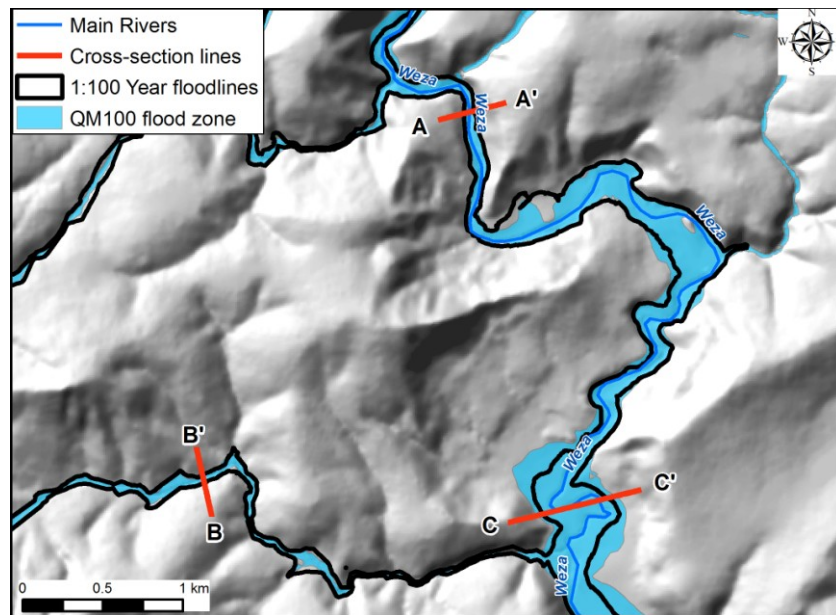 Main Rivers
Cross-section lines
1:100 Year floodlines
QM100 flood zone
N
W
E
S
Weza
Weza
A
A'
Weza
B'
B
Weza
C
C'
Weza
0 0.5 1 km